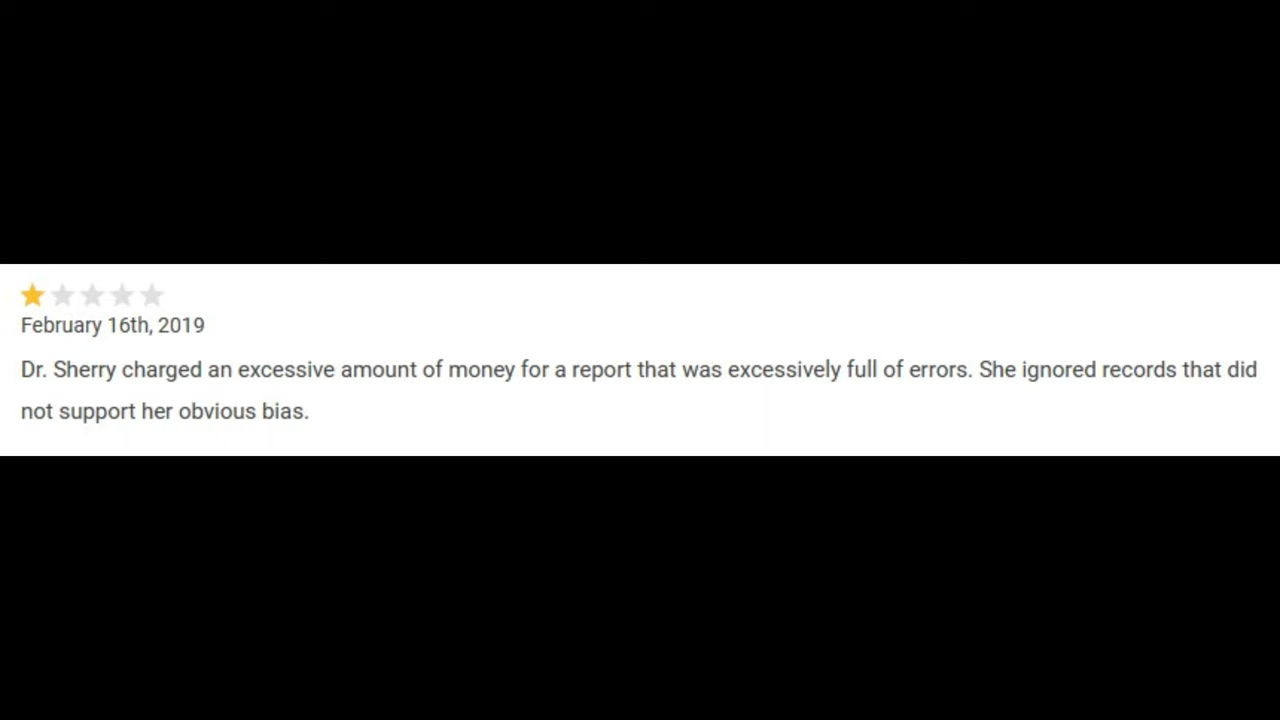 February 16th, 2019
Dr. Sherry charged an excessive amount of money for a report that was excessively full of errors. She ignored records that did
not support her obvious bias.